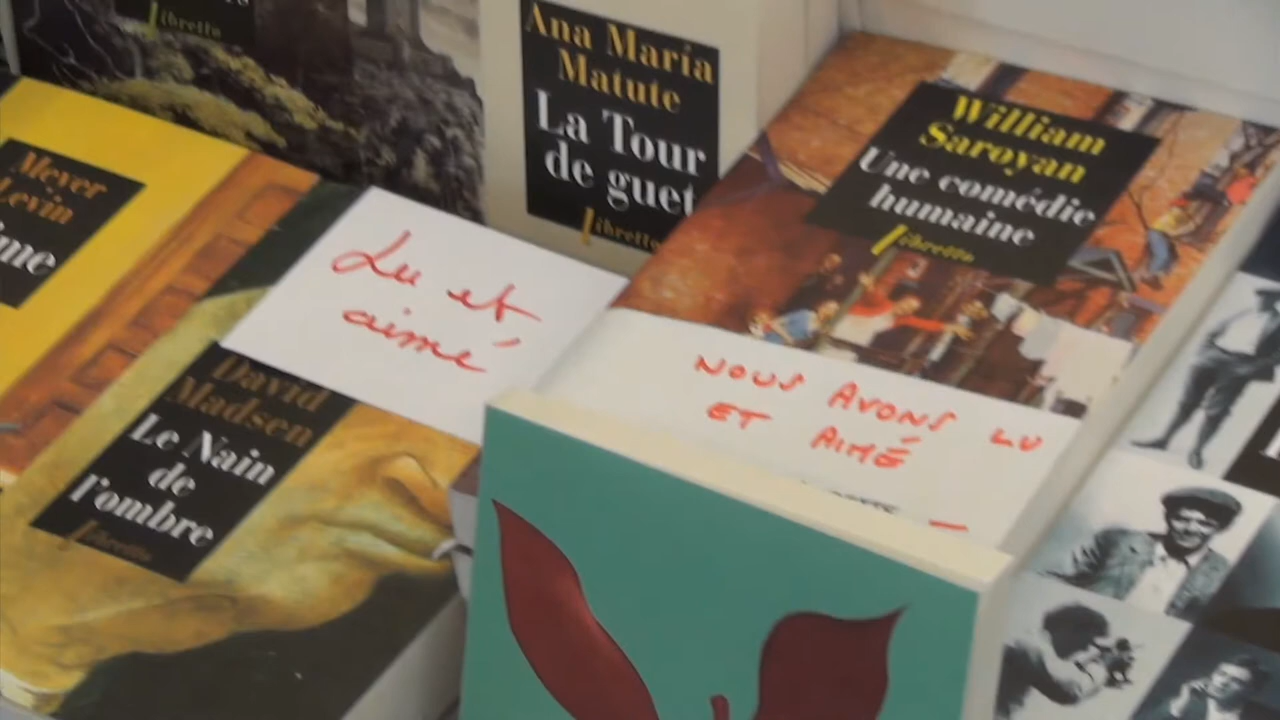 Libretto
Ana María
Matute
La Tour
de guet
Libretto
William
Saroyan
Une comédie
humaine
Libretto
Meyer
Levin
Lu et
aimé
NOUS AVONS LU
ET AIMÉ
David
Madsen
Le Nain
de
l'ombre
Libretto